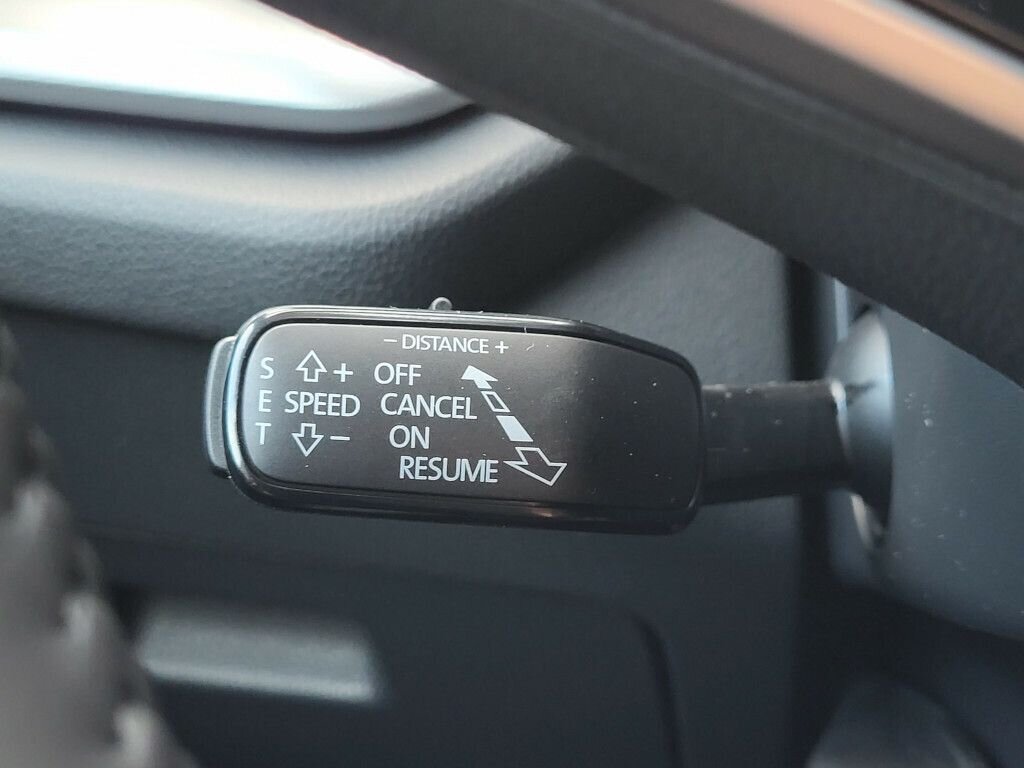 − DISTANCE +
S + OFF
E SPEED CANCEL
T − ON
RESUME